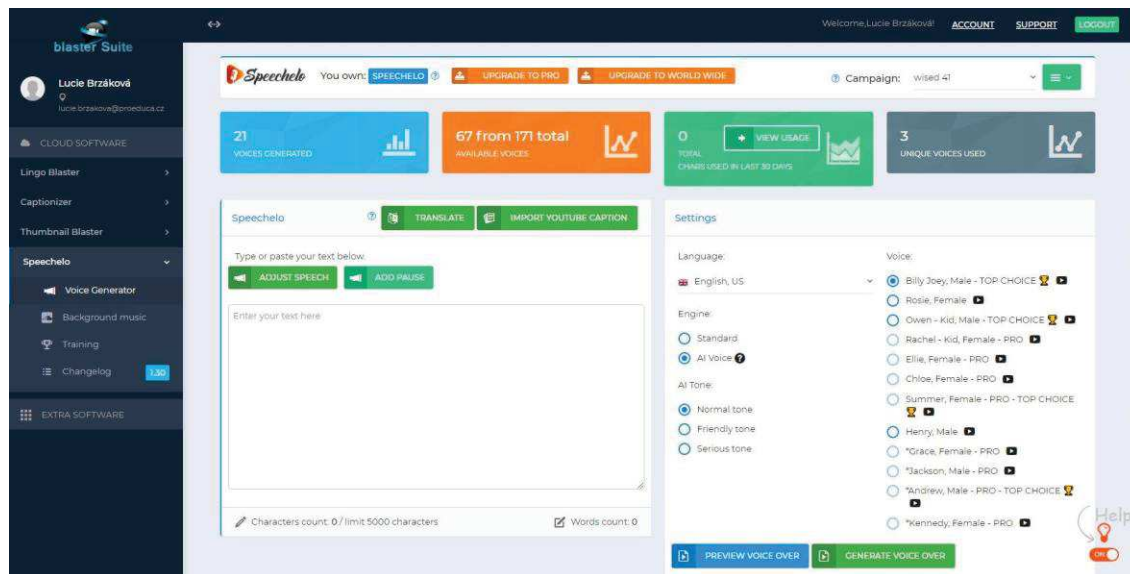 blaster Suite
Welcome,Lucie Brzáková!
ACCOUNT
SUPPORT
LOGOUT
Lucie Brzáková
lucie.brzakova@proeduca.cz
CLOUD SOFTWARE
Lingo Blaster
Captionizer
Thumbnail Blaster
Speechelo
Voice Generator
Background music
Training
Changelog 1.30
EXTRA SOFTWARE
Speechelo You own: SPEECHELO UPGRADE TO PRO UPGRADE TO WORLD WIDE
Campaign: wised 41
21
VOICES GENERATED
67 from 171 total
AVAILABLE VOICES
0
TOTAL
CHARS USED IN LAST 30 DAYS
VIEW USAGE
3
UNIQUE VOICES USED
Speechelo
TRANSLATE
IMPORT YOUTUBE CAPTION
Type or paste your text below.
ADJUST SPEECH
ADD PAUSE
Enter your text here
Characters count: 0 / limit 5000 characters
Words count: 0
Settings
Language:
English, US
Engine:
Standard
AI Voice
AI Tone:
Normal tone
Friendly tone
Serious tone
Voice:
Billy Joey, Male - TOP CHOICE
Rosie, Female
Owen - Kid, Male - TOP CHOICE
Rachel - Kid, Female - PRO
Ellie, Female - PRO
Chloe, Female - PRO
Summer, Female - PRO - TOP CHOICE
Henry, Male
*Grace, Female - PRO
*Jackson, Male - PRO
*Andrew, Male - PRO - TOP CHOICE
*Kennedy, Female - PRO
PREVIEW VOICE OVER
GENERATE VOICE OVER
Help
ON